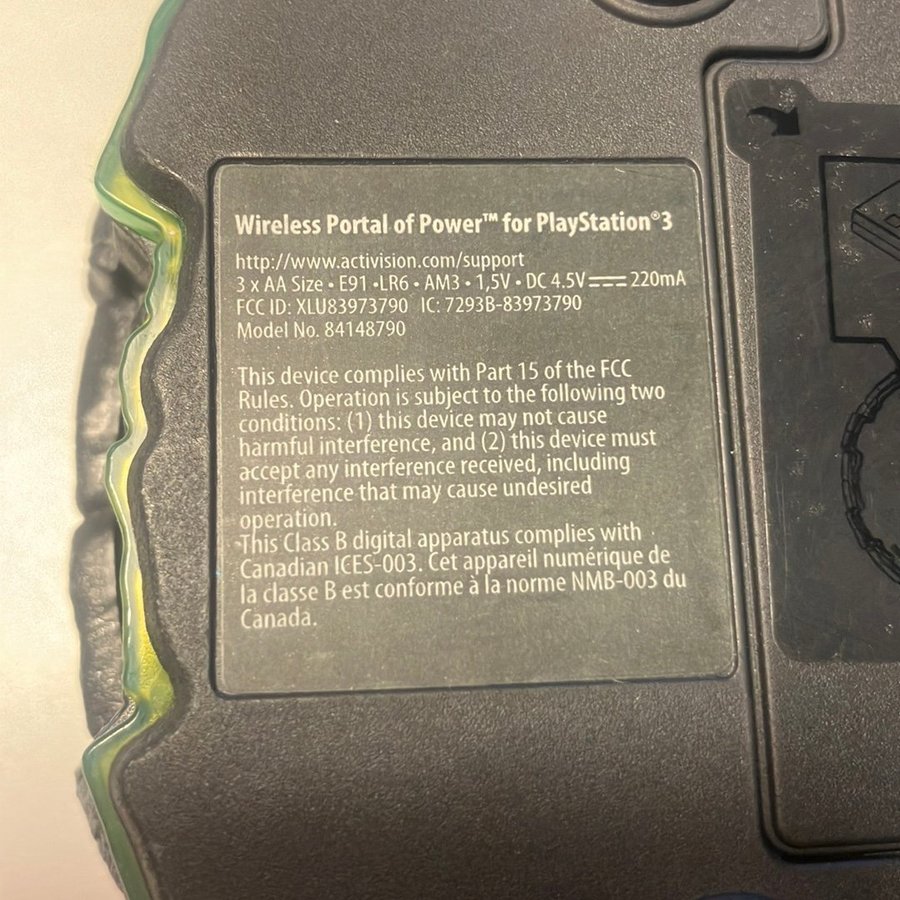 Wireless Portal of Power™ for PlayStation®3
http://www.activision.com/support
3 x AA Size • E91 •LR6 • AM3 • 1,5V • DC 4.5V⎓220mA
FCC ID: XLU83973790 IC: 7293B-83973790
Model No. 84148790
This device complies with Part 15 of the FCC
Rules. Operation is subject to the following two
conditions: (1) this device may not cause
harmful interference, and (2) this device must
accept any interference received, including
interference that may cause undesired
operation.
This Class B digital apparatus complies with
Canadian ICES-003. Cet appareil numérique de
la classe B est conforme à la norme NMB-003 du
Canada.